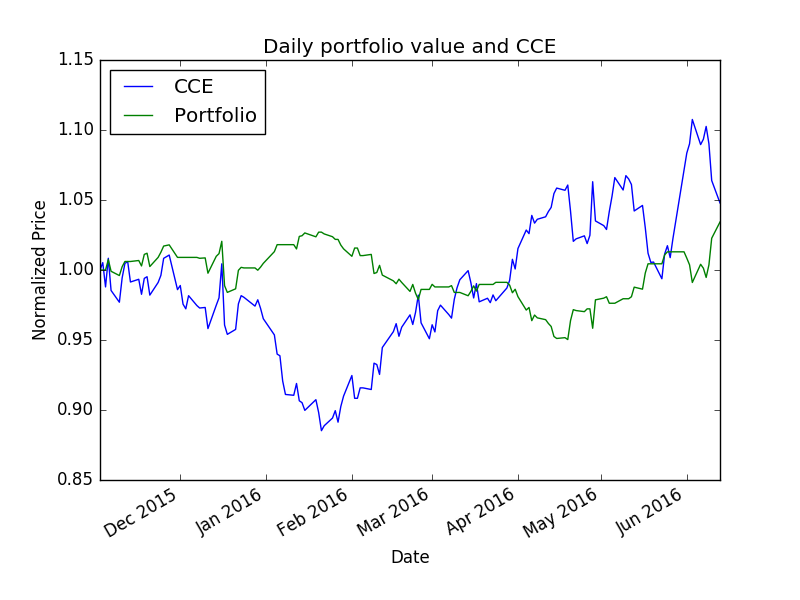 Daily portfolio value and CCE
1.15
1.10
1.05
1.00
0.95
0.90
0.85
Normalized Price
CCE
Portfolio
Dec 2015
Jan 2016
Feb 2016
Mar 2016
Apr 2016
May 2016
Jun 2016
Date